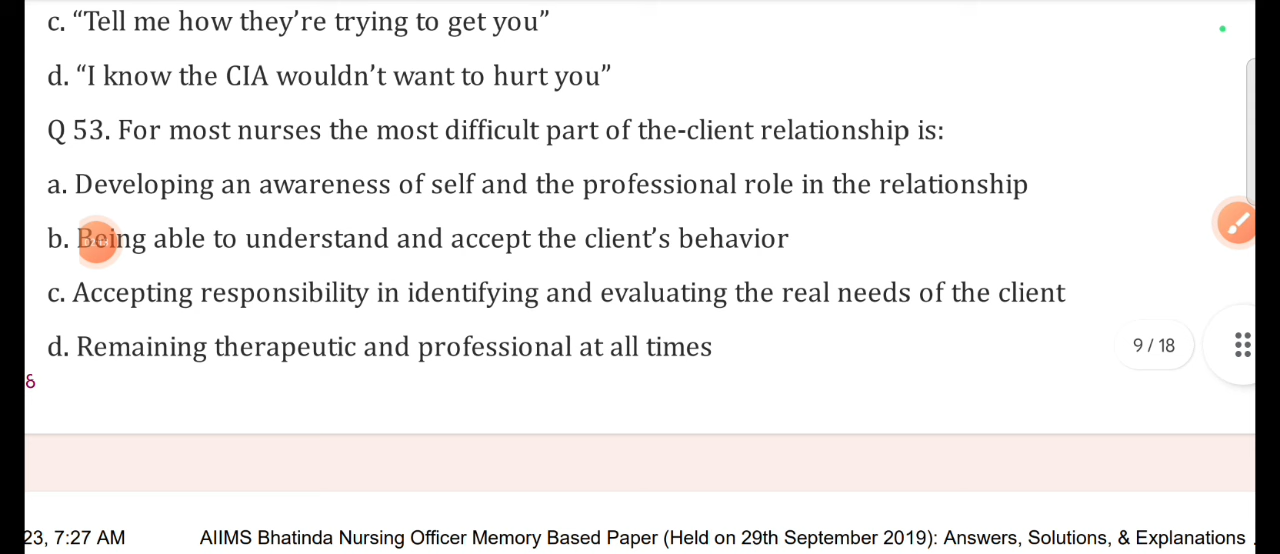 c. “Tell me how they’re trying to get you”
d. “I know the CIA wouldn’t want to hurt you”
Q 53. For most nurses the most difficult part of the-client relationship is:
a. Developing an awareness of self and the professional role in the relationship
b. Being able to understand and accept the client’s behavior
c. Accepting responsibility in identifying and evaluating the real needs of the client
d. Remaining therapeutic and professional at all times
9 / 18
23, 7:27 AM AIIMS Bhatinda Nursing Officer Memory Based Paper (Held on 29th September 2019): Answers, Solutions, & Explanations